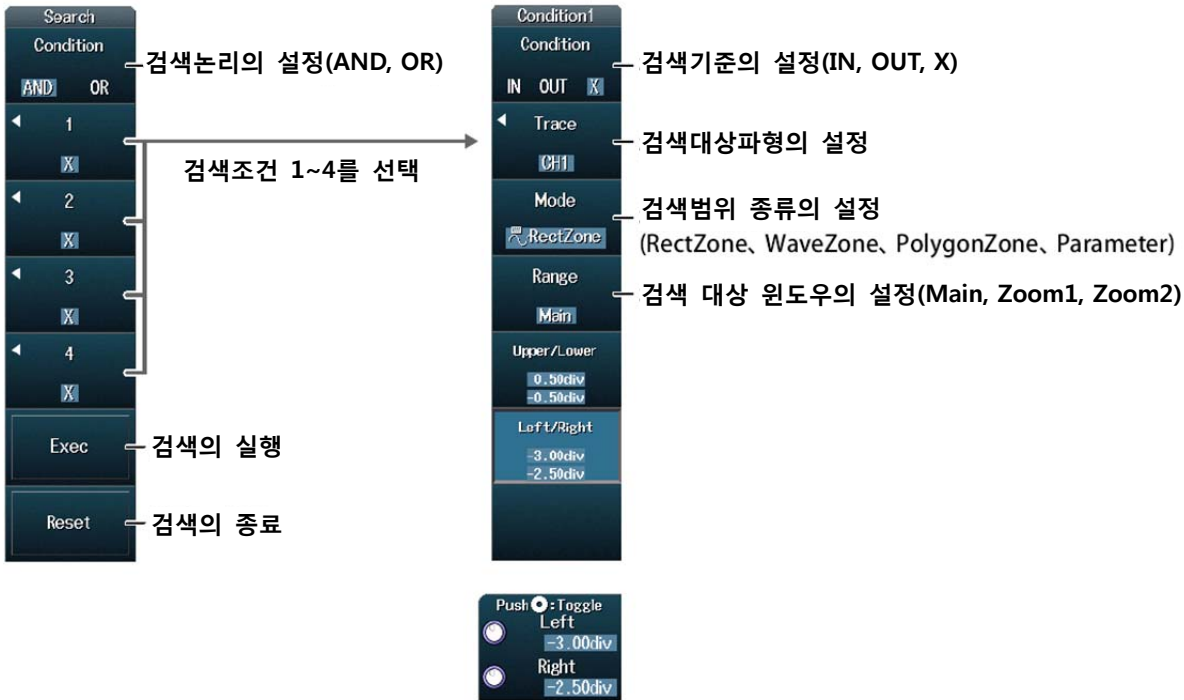 Search
Condition
AND OR
검색논리의 설정(AND, OR)
1
X
검색조건 1~4를 선택
2
X
3
X
4
X
Exec
검색의 실행
Reset
검색의 종료
Condition1
Condition
IN OUT X
검색기준의 설정(IN, OUT, X)
Trace
CH1
검색대상파형의 설정
Mode
RectZone
검색범위 종류의 설정
(RectZone、WaveZone、PolygonZone、Parameter)
Range
Main
검색 대상 윈도우의 설정(Main, Zoom1, Zoom2)
Upper/Lower
0.50div
-0.50div
Left/Right
-3.00div
-2.50div
Push :Toggle
Left
-3.00div
Right
-2.50div